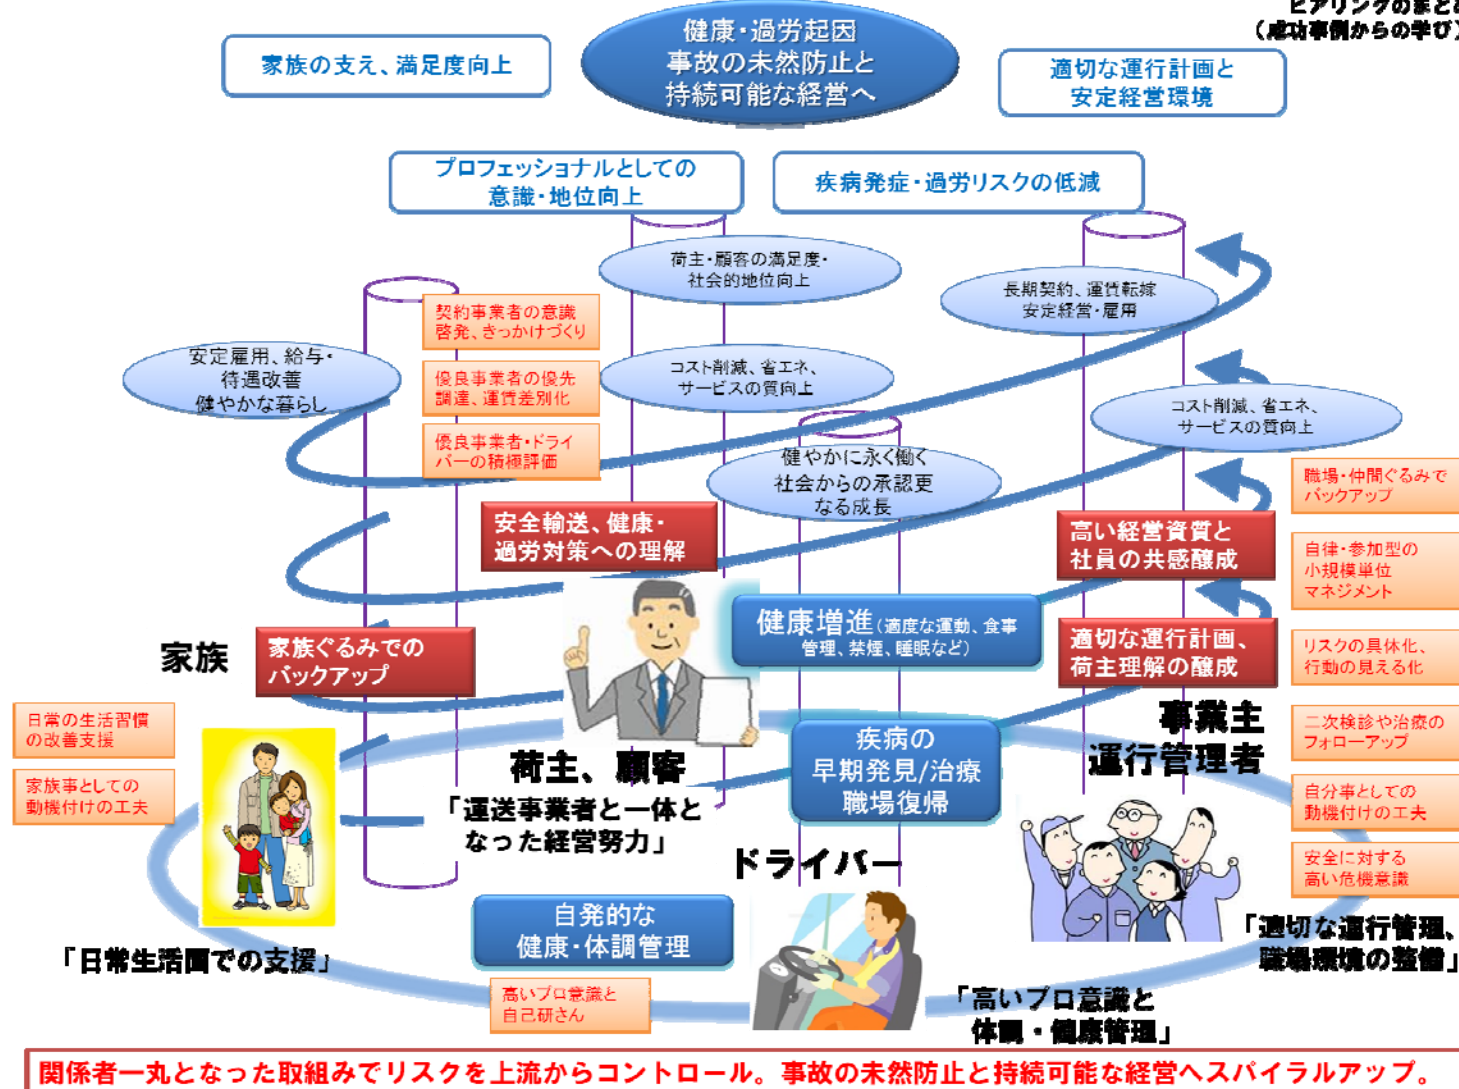 ヒアリングのまとめ
(成功事例からの学び)
健康・過労起因
事故の未然防止と
持続可能な経営へ
家族の支え、満足度向上
適切な運行計画と
安定経営環境
プロフェッショナルとしての
意識・地位向上
疾病発症・過労リスクの低減
荷主・顧客の満足度・
社会的地位向上
長期契約、運賃転嫁
安定経営・雇用
契約事業者の意識
啓発、きっかけづくり
安定雇用、給与・
待遇改善
健やかな暮らし
優良事業者の優先
調達、運賃差別化
コスト削減、省エネ、
サービスの質向上
コスト削減、省エネ、
サービスの質向上
優良事業者・ドライ
バーの積極評価
健やかに永く働く
社会からの承認更
なる成長
職場・仲間ぐるみで
バックアップ
安全輸送、健康・
過労対策への理解
高い経営資質と
社員の共感醸成
自律・参加型の
小規模単位
マネジメント
健康増進(適度な運動、食事
管理、禁煙、睡眠など)
家族
家族ぐるみでの
バックアップ
適切な運行計画、
荷主理解の醸成
リスクの具体化、
行動の見える化
日常の生活習慣
の改善支援
事業主
運行管理者
二次検診や治療の
フォローアップ
疾病の
早期発見/治療
職場復帰
荷主、顧客
「運送事業者と一体と
なった経営努力」
家族事としての
動機付けの工夫
自分事としての
動機付けの工夫
ドライバー
安全に対する
高い危機意識
自発的な
健康・体調管理
「日常生活面での支援」
「適切な運行管理、
職場環境の整備」
高いプロ意識と
自己研さん
「高いプロ意識と
体調・健康管理」
関係者一丸となった取組みでリスクを上流からコントロール。事故の未然防止と持続可能な経営へスパイラルアップ。